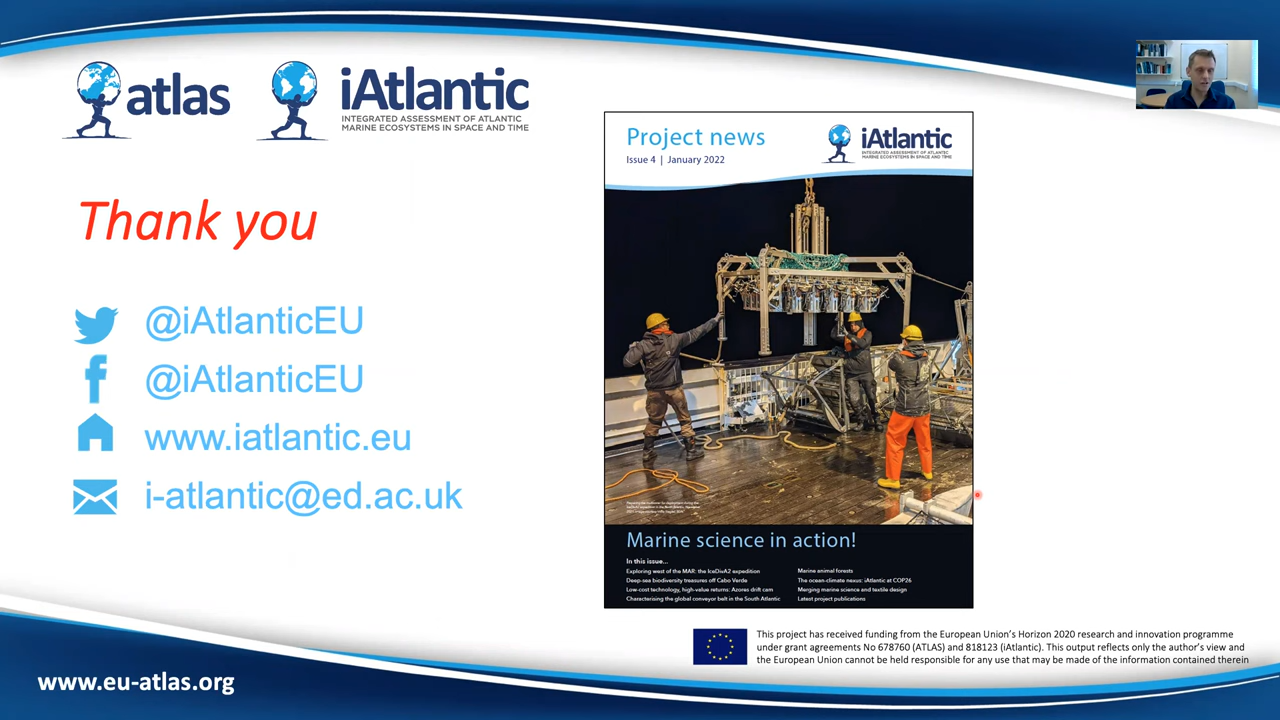 atlas
iAtlantic
INTEGRATED ASSESSMENT OF ATLANTIC
MARINE ECOSYSTEMS IN SPACE AND TIME
Thank you
@iAtlanticEU
@iAtlanticEU
www.iatlantic.eu
i-atlantic@ed.ac.uk
Project news
Issue 4 | January 2022
iAtlantic
INTEGRATED ASSESSMENT OF ATLANTIC
MARINE ECOSYSTEMS IN SPACE AND TIME
Marine science in action!
In this issue...
Exploring west of the MAR: the IceDivA2 expedition
Deep-sea biodiversity treasures off Cabo Verde
Low-cost technology, high-value returns: Azores drift cam
Characterising the global conveyor belt in the South Atlantic
Marine animal forests
The ocean-climate nexus: iAtlantic at COP26
Merging marine science and textile design
Latest project publications
This project has received funding from the European Union's Horizon 2020 research and innovation programme
under grant agreements No 678760 (ATLAS) and 818123 (iAtlantic). This output reflects only the author's view and
the European Union cannot be held responsible for any use that may be made of the information contained therein
www.eu-atlas.org